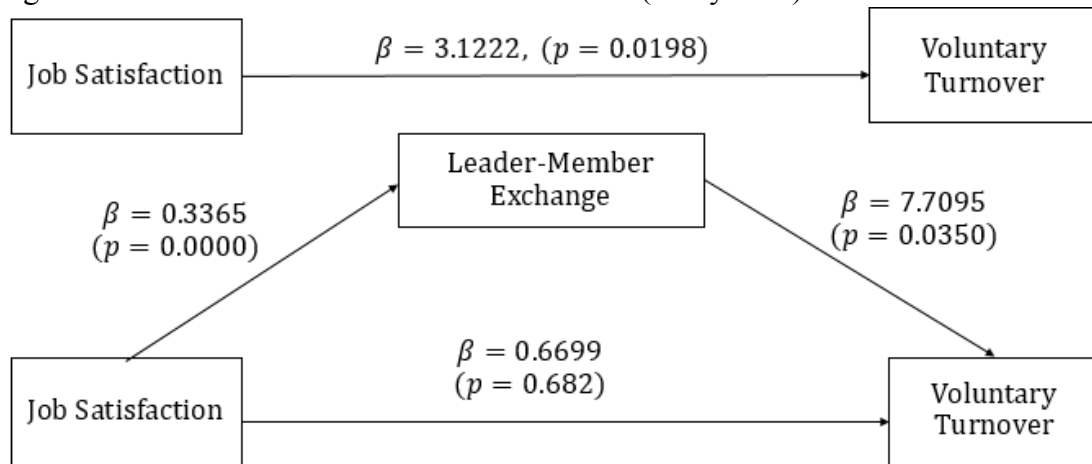 β = 3.1222, (p = 0.0198)
Job Satisfaction
Voluntary
Turnover
Leader-Member
Exchange
β = 0.3365
(p = 0.0000)
β = 7.7095
(p = 0.0350)
β = 0.6699
(p = 0.682)
Job Satisfaction
Voluntary
Turnover